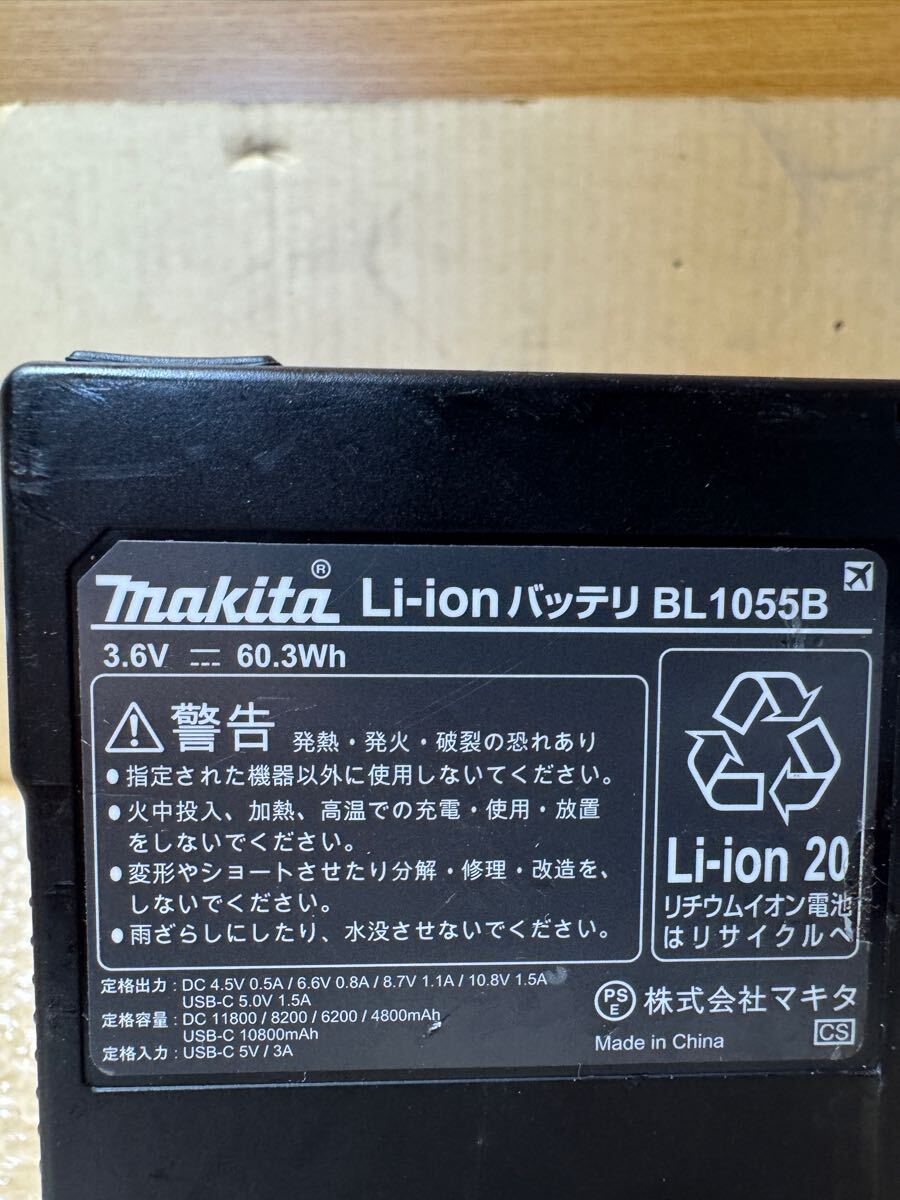 makita® Li-ionバッテリ BL1055B
3.6V ⎓ 60.3Wh
警告 発熱・発火・破裂の恐れあり
●指定された機器以外に使用しないてください。
●火中投入、加熱、高温での充電・使用・放置
をしないでください。
●変形やショートさせたり分解・修理・改造を、
しないでください。
●雨ざらしにしたり、水没させないでください。
Li-ion 20
リチウムイオン電池
はリサイクルへ
定格出力 : DC 4.5V 0.5A / 6.6V 0.8A / 8.7V 1.1A / 10.8V 1.5A
USB-C 5.0V 1.5A
定格容量 : DC 11800 / 8200 / 6200 / 4800mAh
USB-C 10800mAh
定格入力 : USB-C 5V / 3A
PSE 株式会社マキタ
CS
Made in China